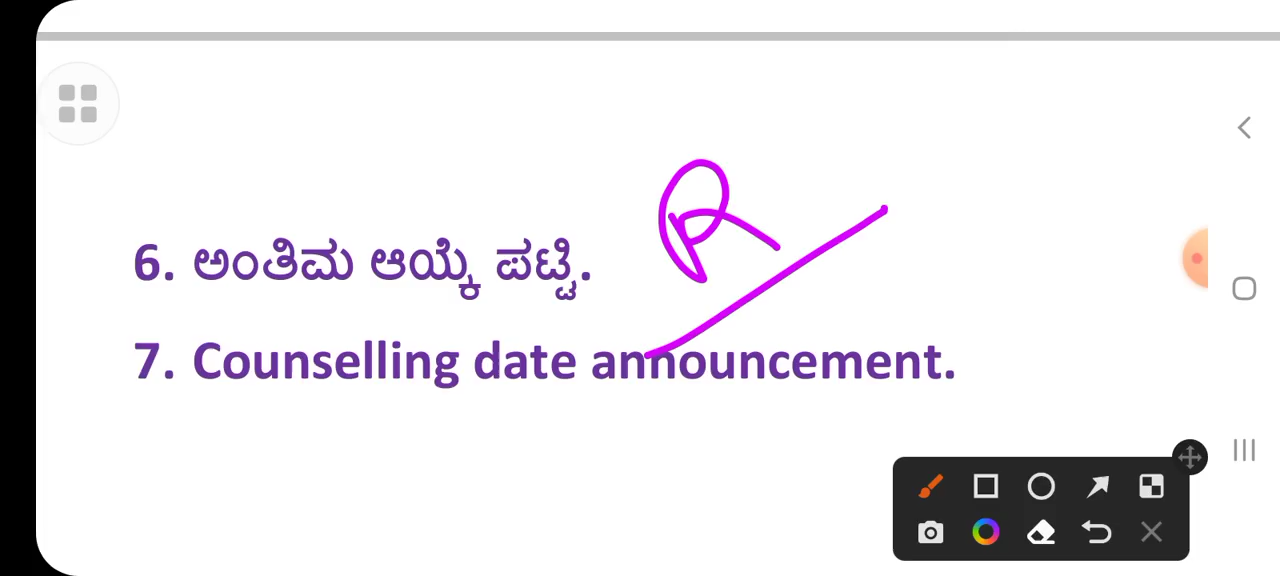 6. ಅಂತಿಮ ಆಯ್ಕೆ ಪಟ್ಟಿ.
7. Counselling date announcement.